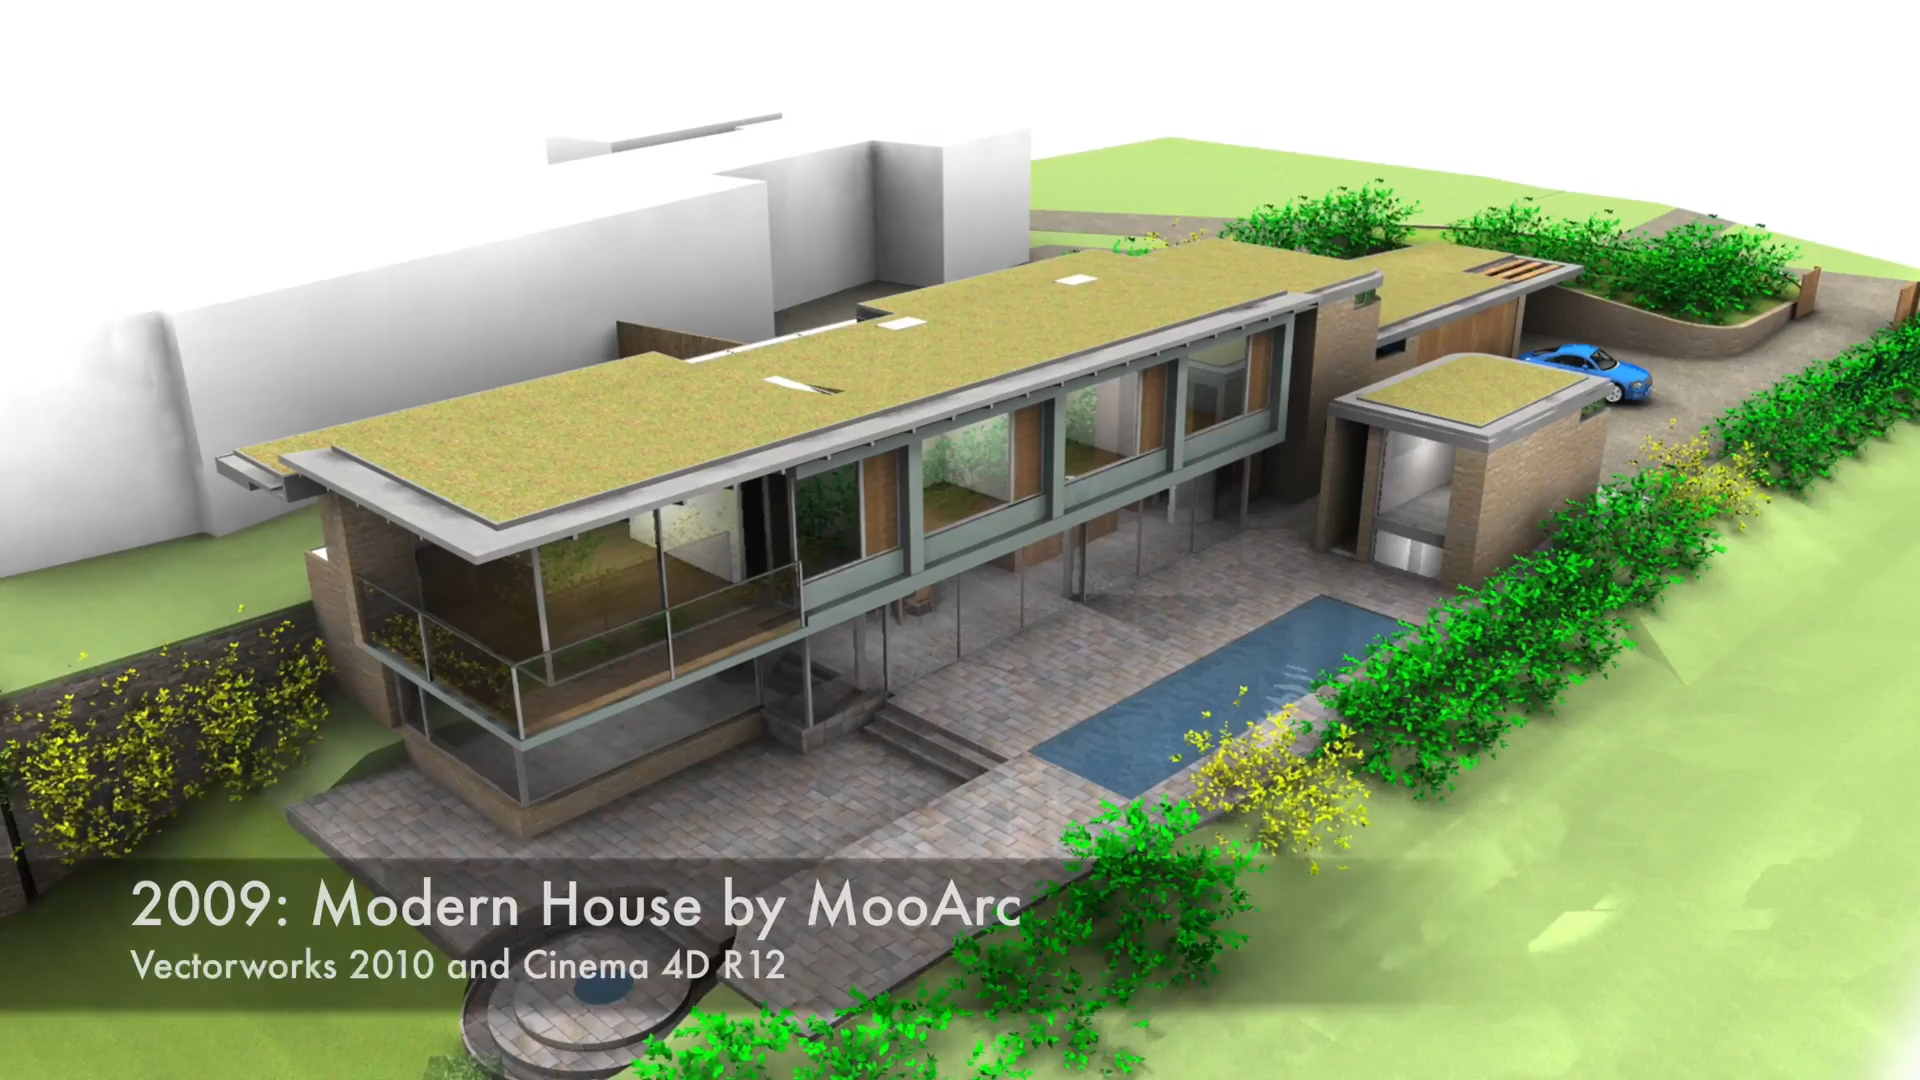 2009: Modern House by MooArc
Vectorworks 2010 and Cinema 4D R12